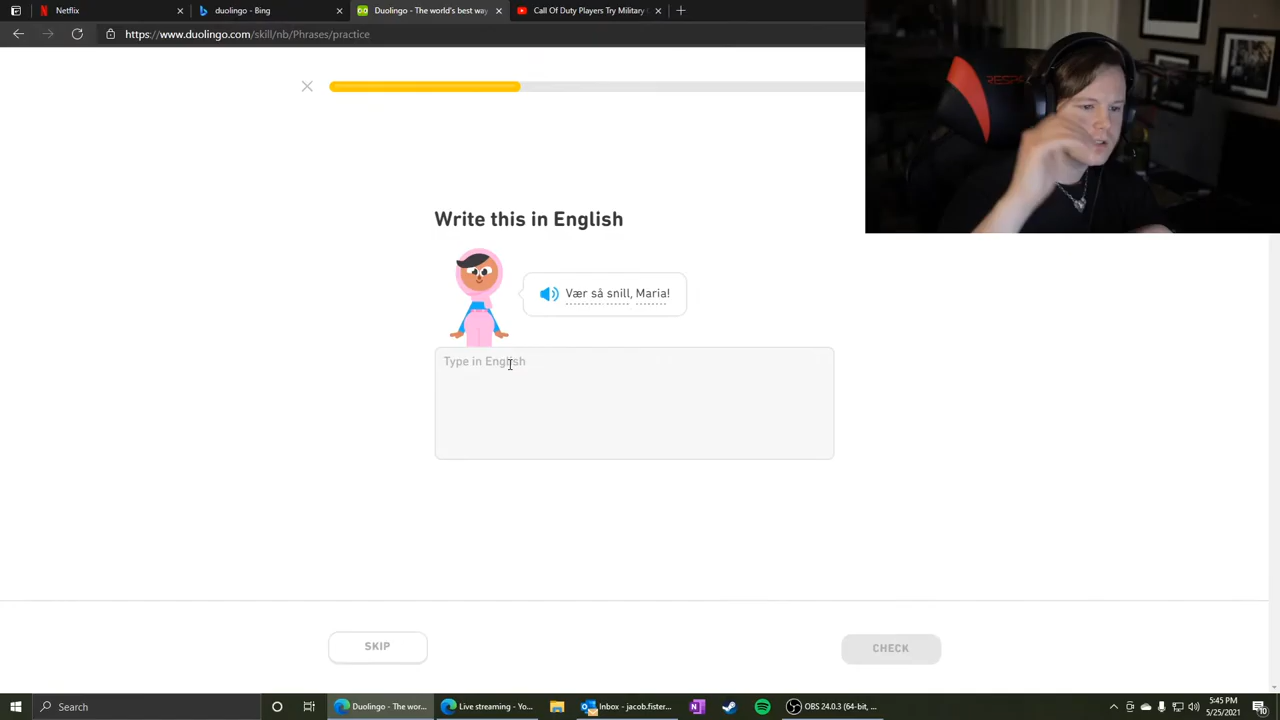 Netflix
duolingo - Bing
Duolingo - The world's best way
Call Of Duty Players Try Military
https://www.duolingo.com/skill/nb/Phrases/practice
Write this in English
Vær så snill, Maria!
Type in English
SKIP
CHECK
Search
Duolingo - The wor...
Live streaming - Yo...
Inbox - jacob.fister...
OBS 24.0.3 (64-bit, ...
5:45 PM
5/25/2021